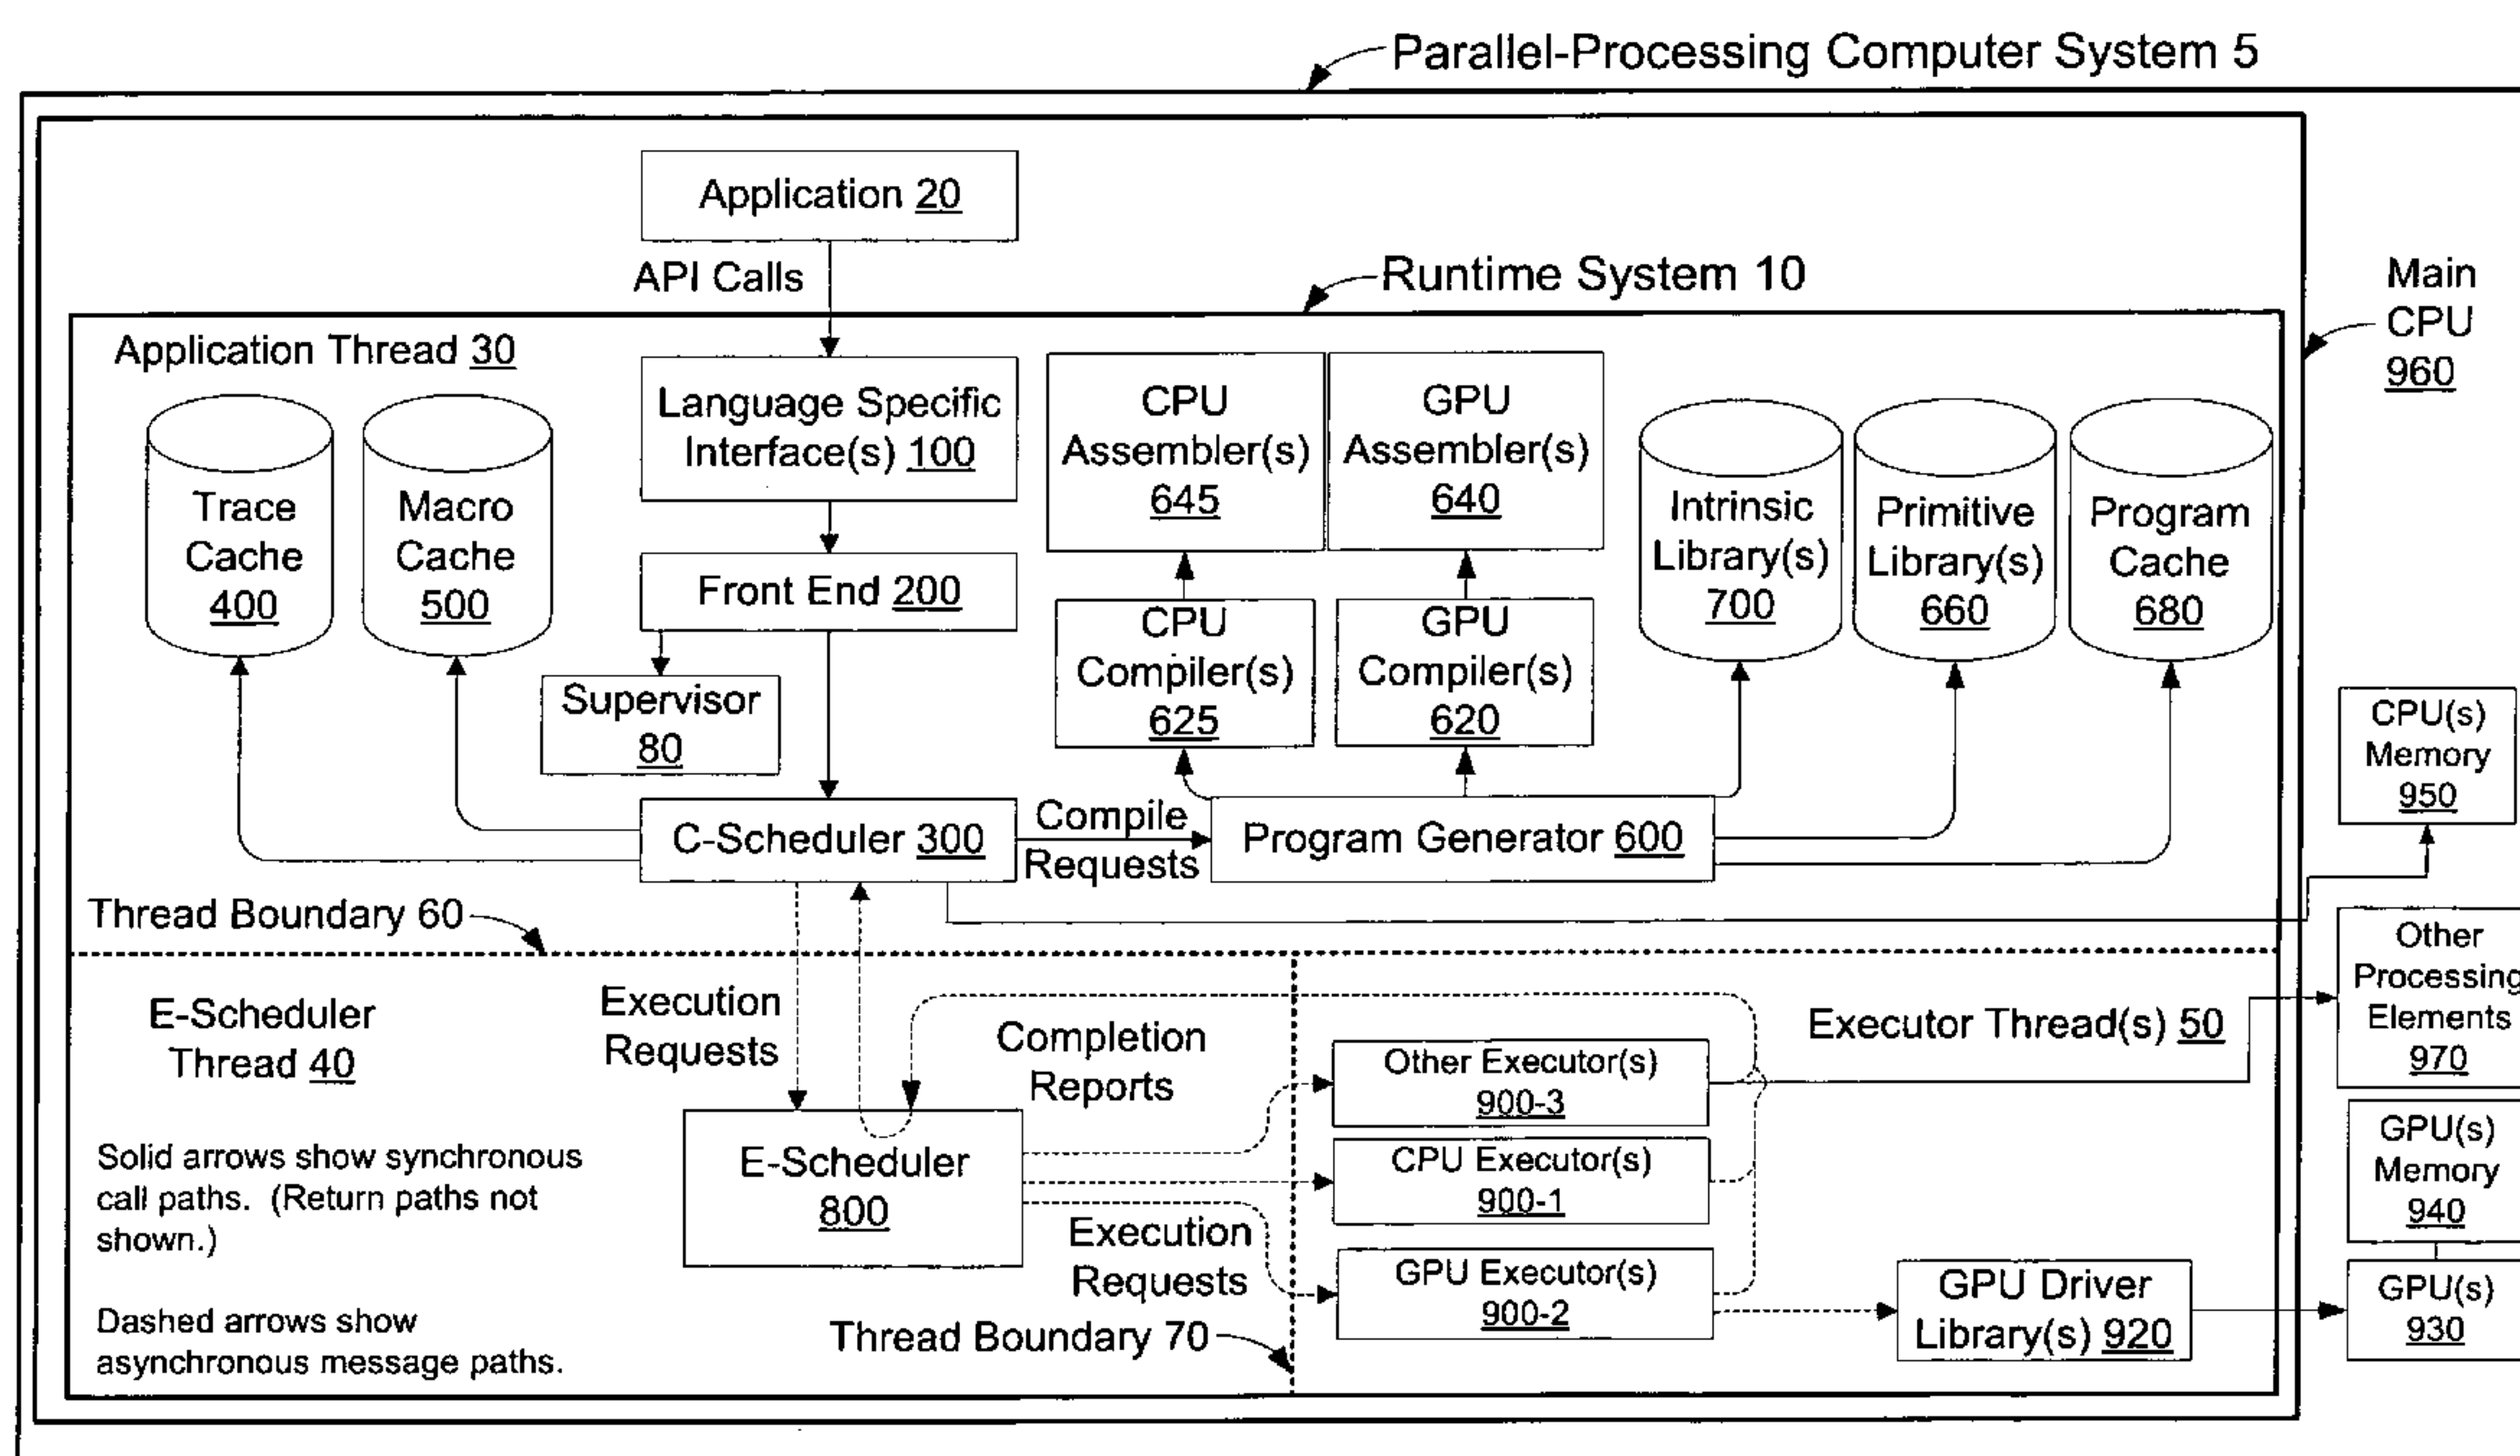 Parallel-Processing Computer System 5
Application 20
API Calls
Runtime System 10
Main
CPU
960
Application Thread 30
Language Specific
Interface(s) 100
CPU
Assembler(s)
645
GPU
Assembler(s)
640
Trace
Cache
400
Macro
Cache
500
Intrinsic
Library(s)
700
Primitive
Library(s)
660
Program
Cache
680
Front End 200
CPU
Compiler(s)
625
GPU
Compiler(s)
620
Supervisor
80
CPU(s)
Memory
950
C-Scheduler 300
Compile
Requests
Program Generator 600
Thread Boundary 60
Other
Processing
Elements
970
E-Scheduler
Thread 40
Execution
Requests
Completion
Reports
Executor Thread(s) 50
Other Executor(s)
900-3
CPU Executor(s)
900-1
GPU Executor(s)
900-2
E-Scheduler
800
Execution
Requests
GPU(s)
Memory
940
Solid arrows show synchronous
call paths.  (Return paths not
shown.)
Dashed arrows show
asynchronous message paths.
Thread Boundary 70
GPU Driver
Library(s) 920
GPU(s)
930